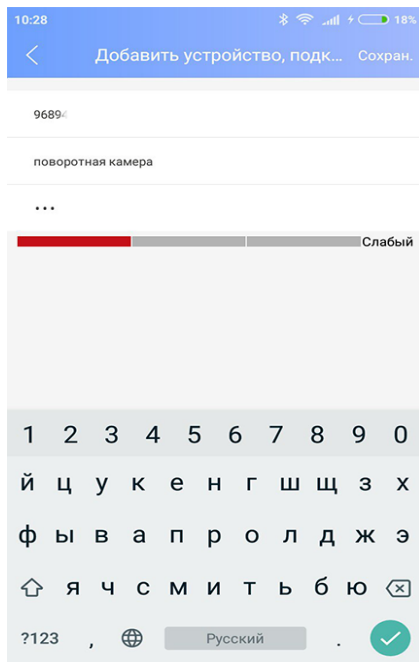 10:28 18%
Добавить устройство, подк... Сохран.
9689
поворотная камера
...
Слабый
1 2 3 4 5 6 7 8 9 0
й ц у к е н г ш щ з х
ф ы в а п р о л д ж э
я ч с м и т ь б ю
?123 , Русский .